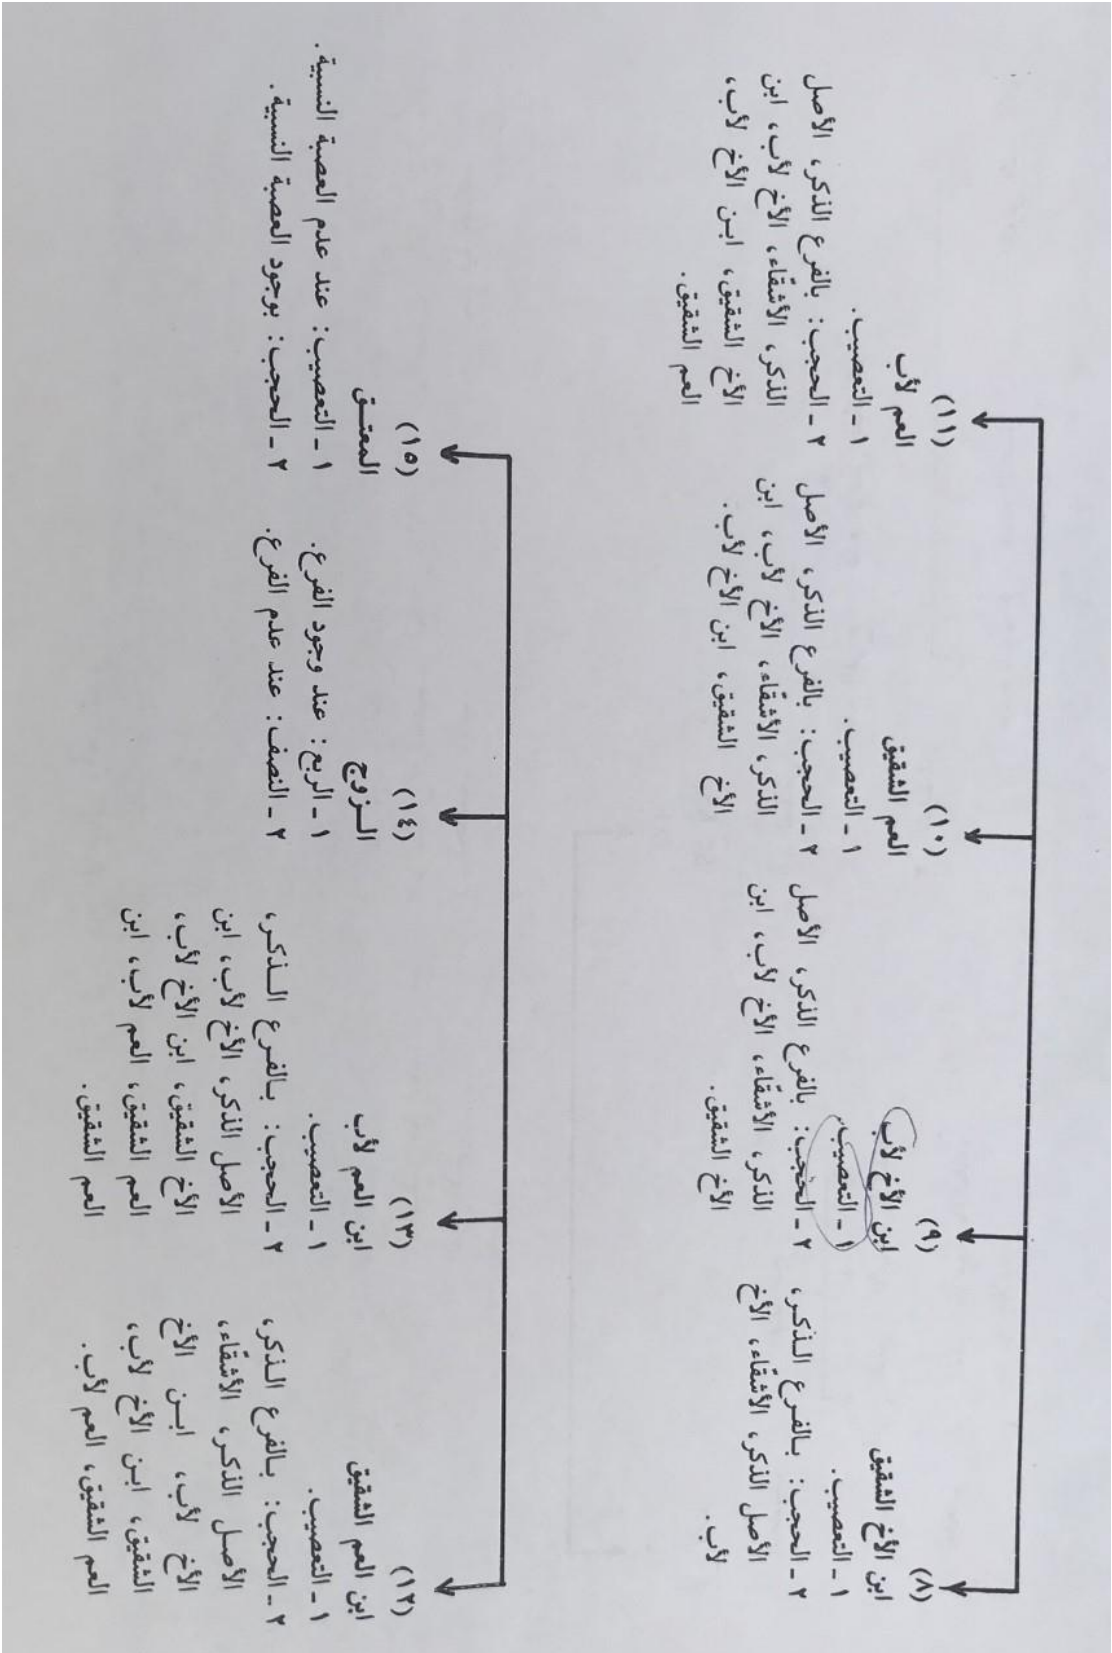 (٨)
ابن الأخ الشقيق
١ ـ التعصيب.
٢ ـ الحجب: بالفرع الذكر،
الأصل الذكر، الأشقاء، الأخ
لأب.
(٩)
ابن الأخ لأب
١ ـ التعصيب.
٢ ـ الحجب: بالفرع الذكر، الأصل
الذكر، الأشقاء، الأخ لأب، ابن
الأخ الشقيق.
(١٠)
العم الشقيق
١ ـ التعصيب.
٢ ـ الحجب: بالفرع الذكر، الأصل
الذكر، الأشقاء، الأخ لأب، ابن
الأخ الشقيق، ابن الأخ لأب.
(١١)
العم لأب
١ ـ التعصيب.
٢ ـ الحجب: بالفرع الذكر، الأصل
الذكر، الأشقاء، الأخ لأب، ابن
الأخ الشقيق، ابن الأخ لأب،
العم الشقيق.
(١٢)
ابن العم الشقيق
١ ـ التعصيب.
٢ ـ الحجب: بالفرع الذكر،
الأصل الذكر، الأشقاء،
الأخ لأب، ابن الأخ
الشقيق، ابن الأخ لأب،
العم الشقيق، العم لأب.
(١٣)
ابن العم لأب
١ ـ التعصيب.
٢ ـ الحجب: بالفرع الذكر،
الأصل الذكر، الأخ لأب، ابن
الأخ الشقيق، ابن الأخ لأب،
العم الشقيق، العم لأب، ابن
العم الشقيق.
(١٤)
الزوج
١ ـ الربع: عند وجود الفرع.
٢ ـ النصف: عند عدم الفرع.
(١٥)
المعتق
١ ـ التعصيب: عند عدم العصبة النسبية.
٢ ـ الحجب: بوجود العصبة النسبية.